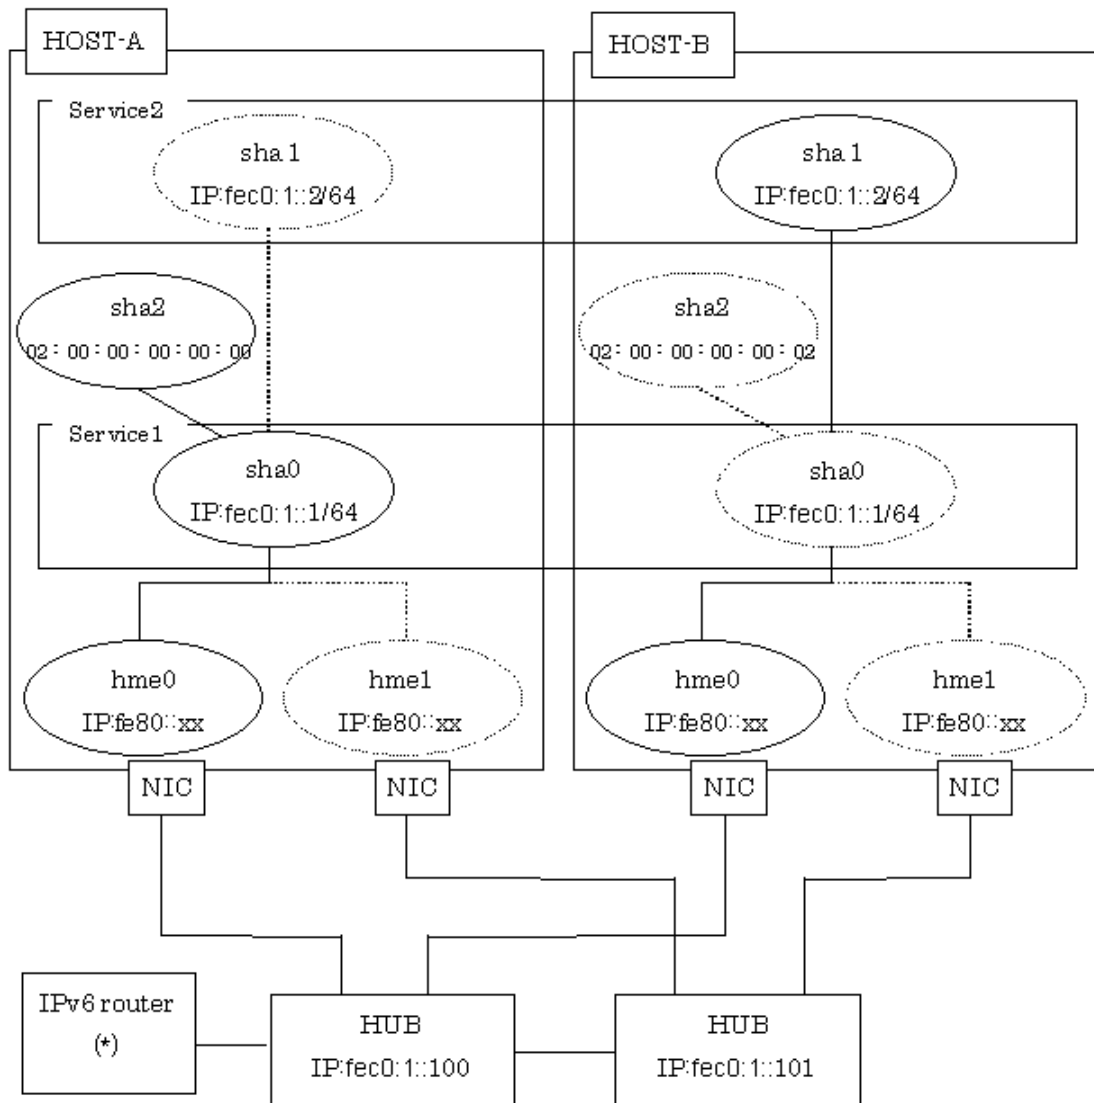 HOST-A
HOST-B
Service2
sha1
IP:fec0:1::2/64
sha1
IP:fec0:1::2/64
sha2
02:00:00:00:00:00
sha2
02:00:00:00:00:02
Service1
sha0
IP:fec0:1::1/64
sha0
IP:fec0:1::1/64
hme0
IP:fe80::xx
hme1
IP:fe80::xx
hme0
IP:fe80::xx
hme1
IP:fe80::xx
NIC
NIC
NIC
NIC
IPv6 router
(*)
HUB
IP:fec0:1::100
HUB
IP:fec0:1::101